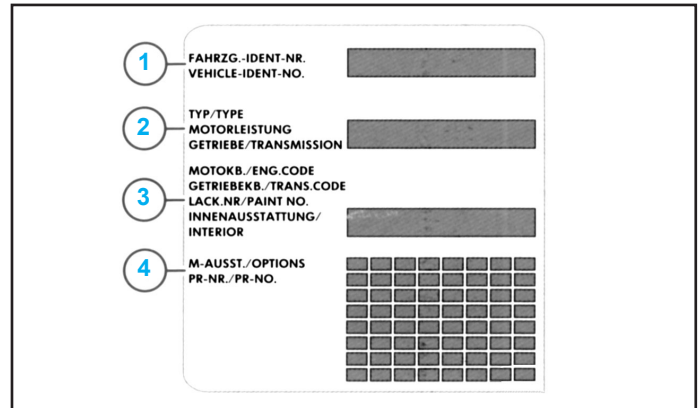 1
FAHRZG.-IDENT-NR.
VEHICLE-IDENT-NO.
2
TYP/TYPE
MOTORLEISTUNG
GETRIEBE/TRANSMISSION
3
MOTOKB./ENG.CODE
GETRIEBEKB./TRANS.CODE
LACK.NR/PAINT NO.
INNENAUSSTATTUNG/
INTERIOR
4
M-AUSST./OPTIONS
PR-NR./PR-NO.